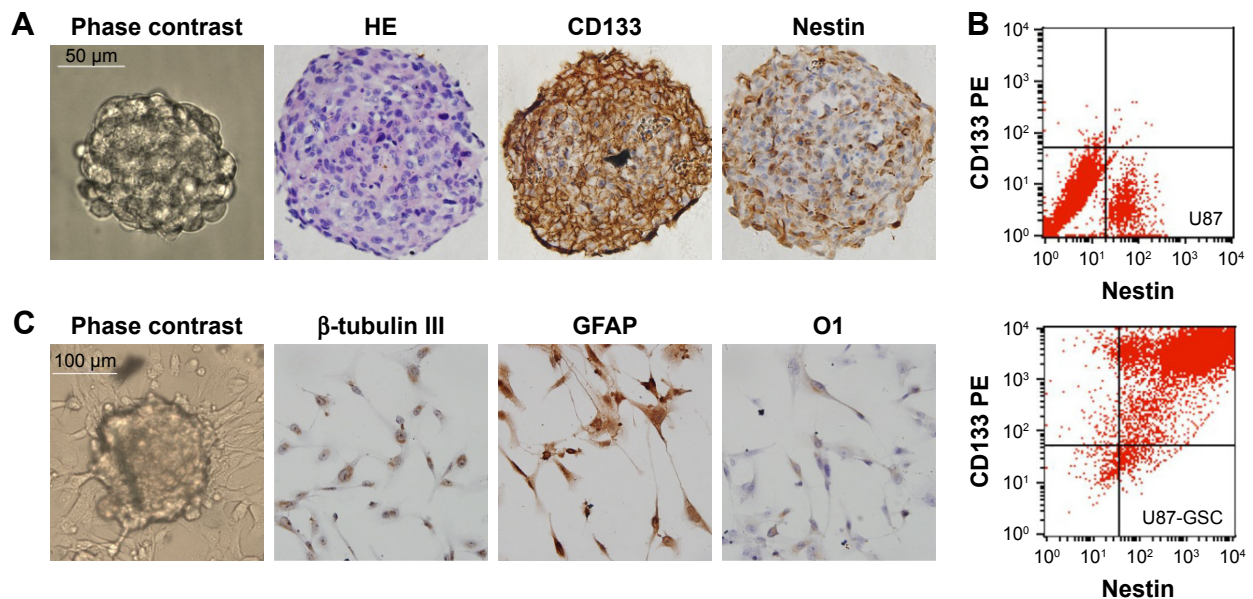 A
Phase contrast
HE
CD133
Nestin
50 µm
B
CD133 PE
10⁴
10³
10²
10¹
10⁰
U87
10⁰ 10¹ 10² 10³ 10⁴
Nestin
C
Phase contrast
β-tubulin III
GFAP
O1
100 µm
CD133 PE
10⁴
10³
10²
10¹
10⁰
U87-GSC
10⁰ 10¹ 10² 10³ 10⁴
Nestin